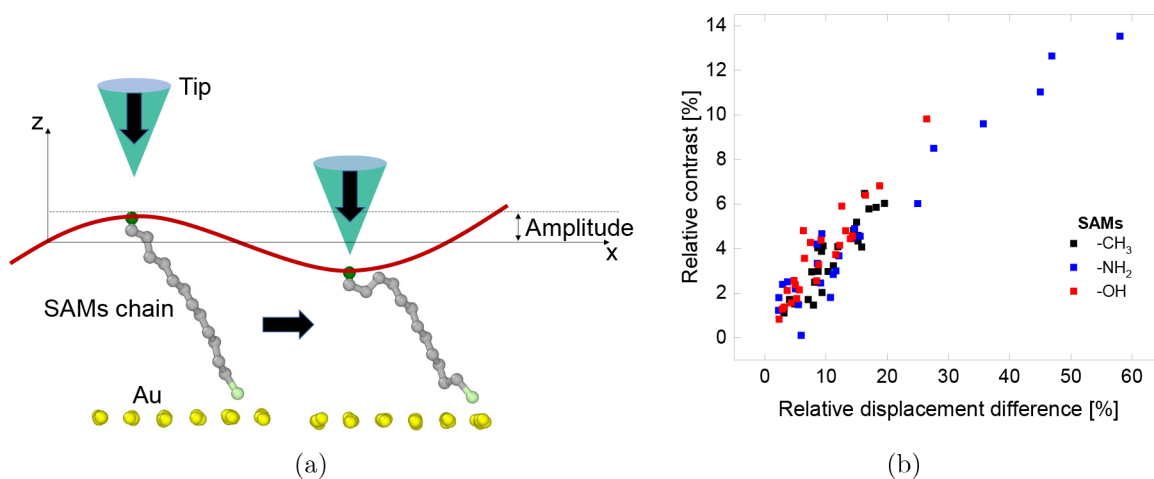 Tip
z
Amplitude
x
SAMs chain
Au
(a)
14
12
10
8
6
4
2
0
Relative contrast [%]
0 10 20 30 40 50 60
Relative displacement difference [%]
SAMs
-CH₃
-NH₂
-OH
(b)